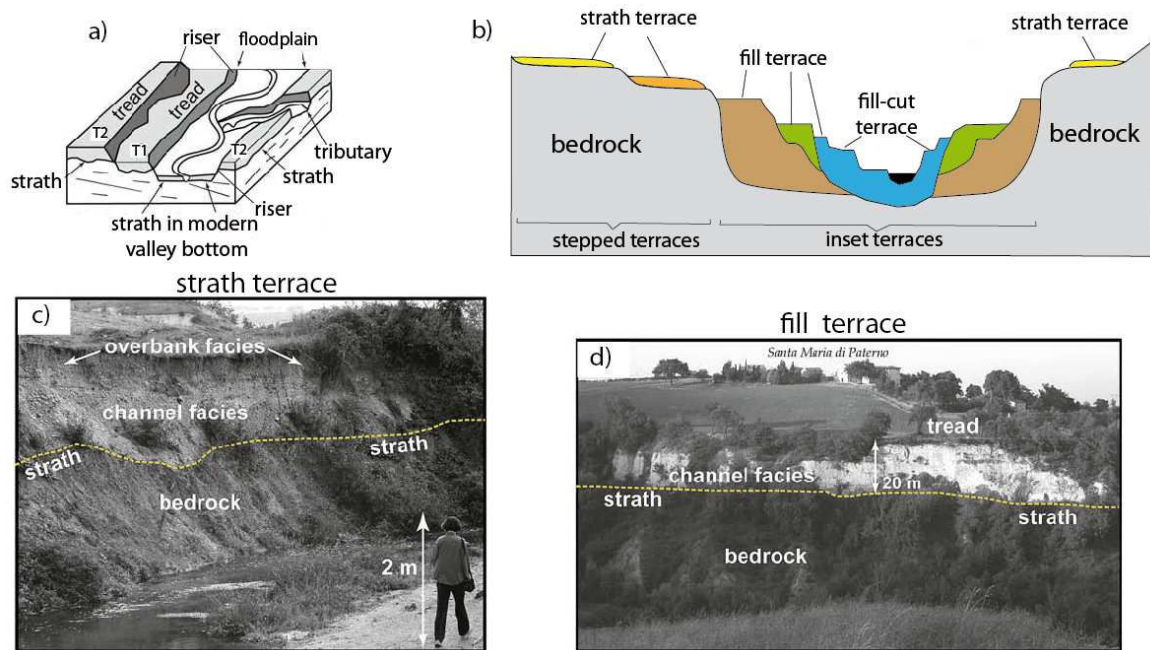 a)
riser
floodplain
tread
tread
T2
T1
T2
tributary
strath
strath
riser
strath in modern
valley bottom
b)
strath terrace
strath terrace
fill terrace
fill-cut
terrace
bedrock
bedrock
stepped terraces
inset terraces
strath terrace
c)
overbank facies
channel facies
strath
strath
bedrock
2 m
fill terrace
d)
Santa Maria di Paterno
tread
channel facies
20 m
strath
strath
bedrock